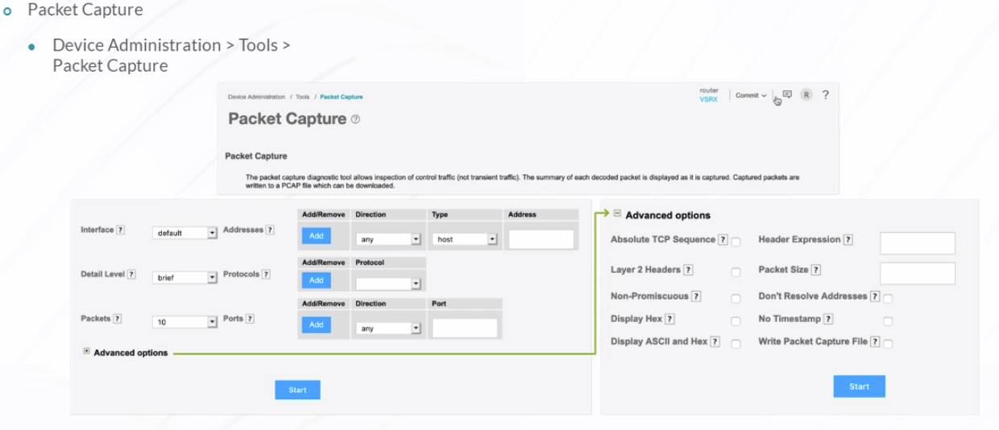 Packet Capture
Device Administration > Tools >
Packet Capture
Device Administration / Tools / Packet Capture
router
VSRX
Commit
R
?
Packet Capture ?
Packet Capture
The packet capture diagnostic tool allows inspection of control traffic (not transient traffic). The summary of each decoded packet is displayed as it is captured. Captured packets are
written to a PCAP file which can be downloaded.
Interface ? default Addresses ?
Add/Remove Direction Type Address
Add any host
Detail Level ? brief Protocols ?
Add/Remove Protocol
Add
Packets ? 10 Ports ?
Add/Remove Direction Port
Add any
Advanced options
Start
Advanced options
Absolute TCP Sequence ? Header Expression ?
Layer 2 Headers ? Packet Size ?
Non-Promiscuous ? Don't Resolve Addresses ?
Display Hex ? No Timestamp ?
Display ASCII and Hex ? Write Packet Capture File ?
Start